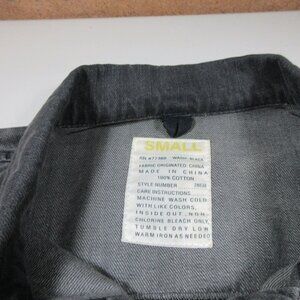 SMALL
WASH: BLACK
FABRIC ORIGINATED: CHINA
MADE IN CHINA
100% COTTON
STYLE NUMBER
CARE INSTRUCTIONS:
MACHINE WASH COLD
WITH LIKE COLORS,
INSIDE OUT, NON-
CHLORINE BLEACH ONLY,
TUMBLE DRY LOW
WARM IRON AS NEEDED